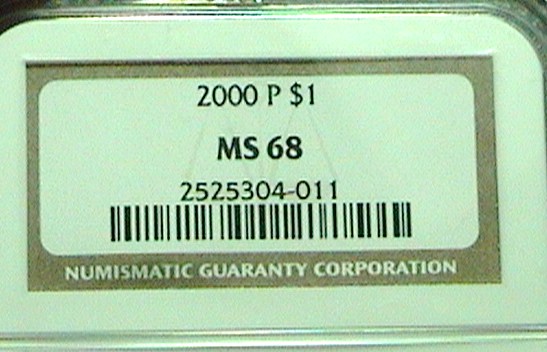 2000 P $1
MS 68
2525304-011
NUMISMATIC GUARANTY CORPORATION